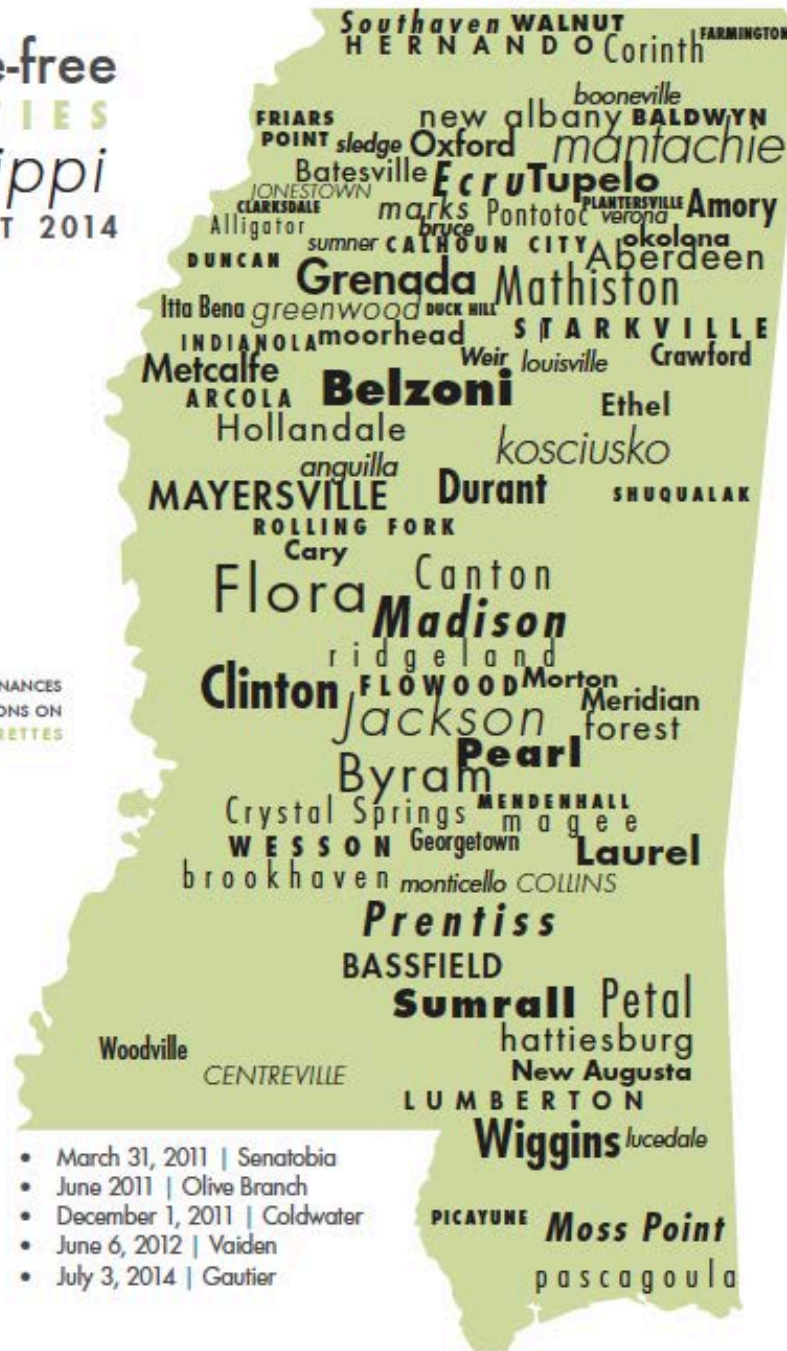 e-free
TIES
ippi
T 2014
Southaven WALNUT
HERNANDO Corinth FARMINGTON
booneville
FRIARS POINT new albany BALDWYN
sledge Oxford mantachie
Batesville Ecru Tupelo
JONESTOWN
CLARKSDALE marks Pontotoc PLANTERSVILLE verona Amory
Alligator bruce
sumner CALHOUN CITY okolona
DUNCAN Aberdeen
Grenada Mathiston
Itta Bena greenwood DUCK HILL
INDIANOLA moorhead STARKVILLE
Metcalfe Weir louisville Crawford
ARCOLA Belzoni Ethel
Hollandale kosciusko
anguilla
MAYERSVILLE Durant SHUQUALAK
ROLLING FORK
Cary
Flora Canton
Madison
ridgeland
Clinton FLOWOOD Morton
Meridian
Jackson forest
Pearl
Byram
Crystal Springs MENDENHALL
magee
WESSON Georgetown Laurel
brookhaven monticello COLLINS
Prentiss
BASSFIELD
Sumrall Petal
hattiesburg
Woodville
CENTREVILLE New Augusta
LUMBERTON
Wiggins lucedale
PICAYUNE Moss Point
pascagoula
NANCES
ONS ON
RETTES
• March 31, 2011 | Senatobia
• June 2011 | Olive Branch
• December 1, 2011 | Coldwater
• June 6, 2012 | Vaiden
• July 3, 2014 | Gautier